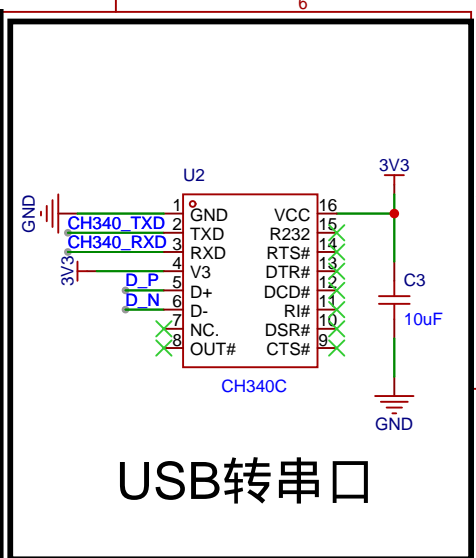 6
U2
3V3
GND
1 GND VCC 16
CH340_TXD 2 TXD R232 15
CH340_RXD 3 RXD RTS# 14
3V3 4 V3 DTR# 13
D_P 5 D+ DCD# 12
D_N 6 D- RI# 11
7 NC. DSR# 10
8 OUT# CTS# 9
C3
10uF
CH340C
GND
USB转串口